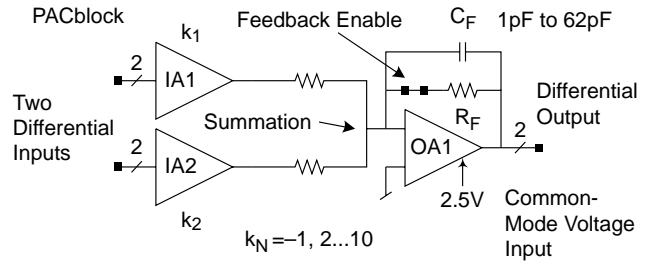 PACblock
Feedback Enable
CF 1pF to 62pF
k1
2
IA1
Two
Differential
Inputs
Summation
RF
Differential
Output
2
2
IA2
OA1
2.5V
k2
Common-
Mode Voltage
Input
kN =–1, 2...10